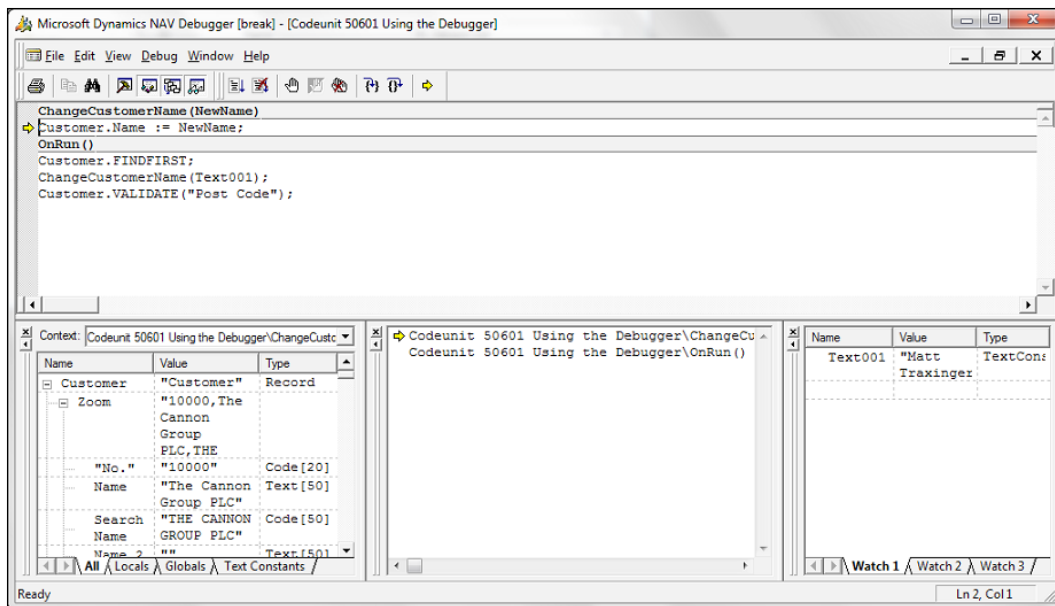 Microsoft Dynamics NAV Debugger [break] - [Codeunit 50601 Using the Debugger]
File Edit View Debug Window Help
ChangeCustomerName(NewName)
Customer.Name := NewName;
OnRun()
Customer.FINDFIRST;
ChangeCustomerName(Text001);
Customer.VALIDATE("Post Code");
Context: Codeunit 50601 Using the Debugger\ChangeCustc
Name Value Type
Customer "Customer" Record
Zoom "10000,The
Cannon
Group
PLC,THE
"No." "10000" Code[20]
Name "The Cannon Text[50]
Group PLC"
Search "THE CANNON Code[50]
Name GROUP PLC"
Name 2 "" Text[50]
All Locals Globals Text Constants
Codeunit 50601 Using the Debugger\ChangeCu
Codeunit 50601 Using the Debugger\OnRun()
Name Value Type
Text001 "Matt TextCons
Traxinger
Watch 1 Watch 2 Watch 3
Ready Ln 2, Col 1